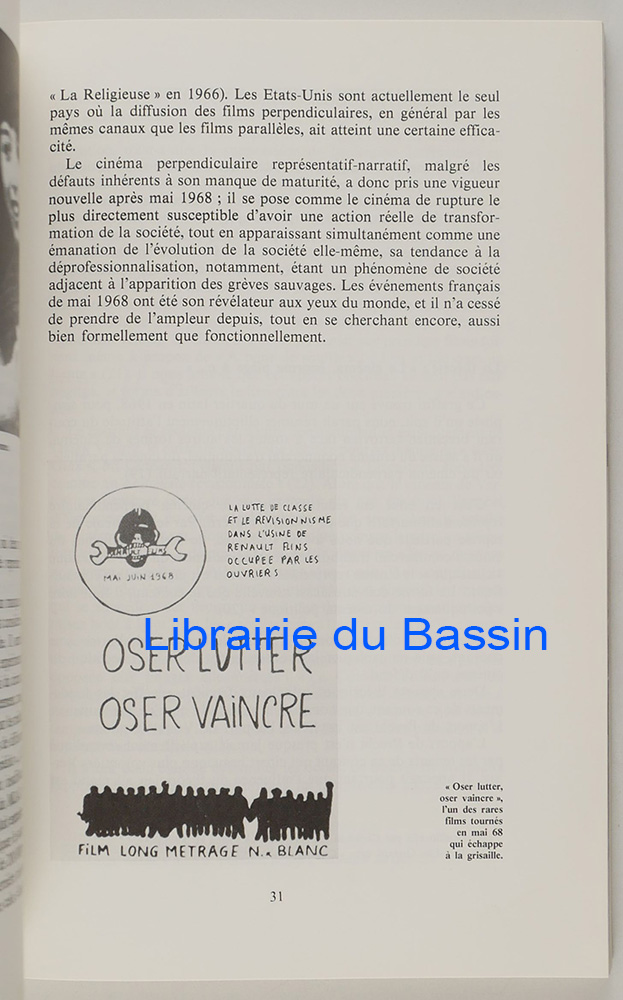 « La Religieuse » en 1966). Les Etats-Unis sont actuellement le seul
pays où la diffusion des films perpendiculaires, en général par les
mêmes canaux que les films parallèles, ait atteint une certaine effica-
cité.
Le cinéma perpendiculaire représentatif-narratif, malgré les
défauts inhérents à son manque de maturité, a donc pris une vigueur
nouvelle après mai 1968 ; il se pose comme le cinéma de rupture le
plus directement susceptible d'avoir une action réelle de transfor-
mation de la société, tout en apparaissant simultanément comme une
émanation de l'évolution de la société elle-même, sa tendance à la
déprofessionnalisation, notamment, étant un phénomène de société
adjacent à l'apparition des grèves sauvages. Les événements français
de mai 1968 ont été son révélateur aux yeux du monde, et il n'a cessé
de prendre de l'ampleur depuis, tout en se cherchant encore, aussi
bien formellement que fonctionnellement.
LA LUTTE DE CLASSE
ET LE REVISIONNISME
DANS L'USINE DE
RENAULT FLINS
OCCUPEE PAR LES
OUVRIERS
MAI JUIN 1968
Librairie du Bassin
OSER LUTTER
OSER VAINCRE
FILM LONG METRAGE N. BLANC
« Oser lutter,
oser vaincre »,
l'un des rares
films tournés
en mai 68
qui échappe
à la grisaille.
31